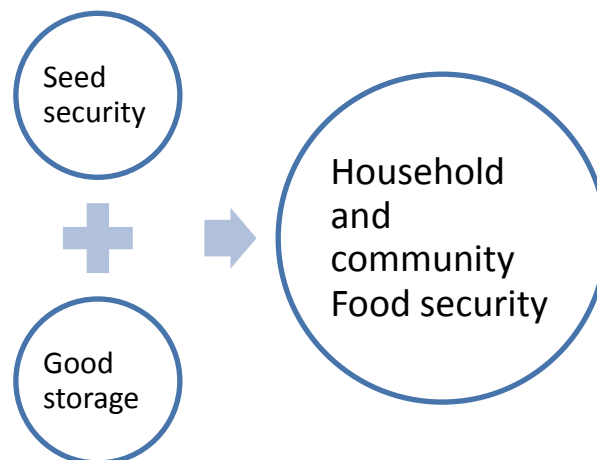 Seed
security
Good
storage
Household
and
community
Food security